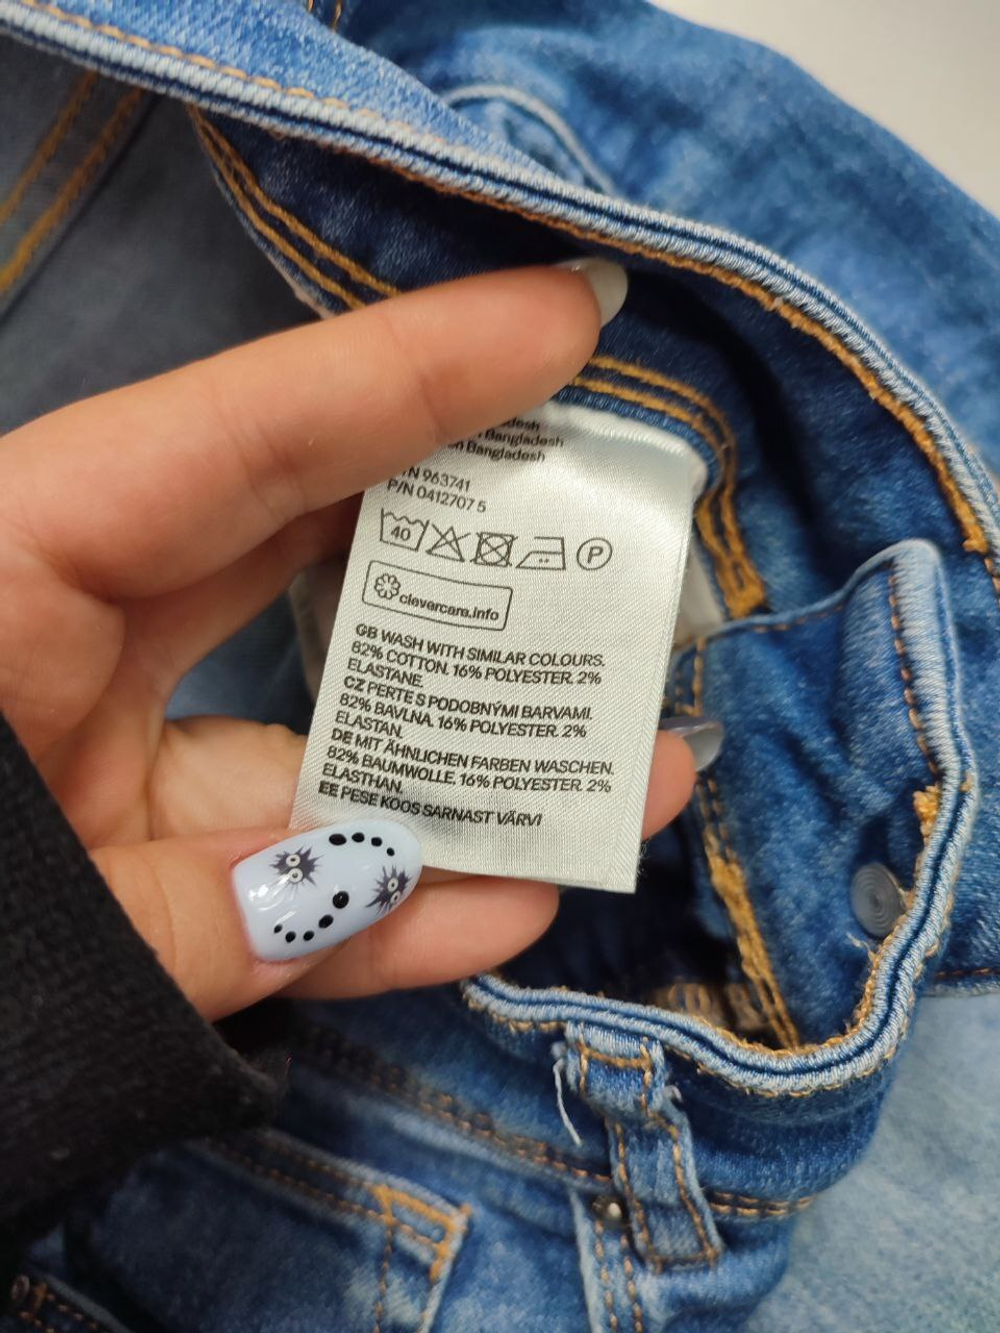 Bangladesh
Bangladesh
N 963741
P/N 0412707 5
40 P
clevercare.info
GB WASH WITH SIMILAR COLOURS.
82% COTTON. 16% POLYESTER. 2%
ELASTANE
CZ PERTE S PODOBNÝMI BARVAMI.
82% BAVLNA. 16% POLYESTER. 2%
ELASTAN.
DE MIT ÄHNLICHEN FARBEN WASCHEN.
82% BAUMWOLLE. 16% POLYESTER. 2%
ELASTHAN.
EE PESE KOOS SARNAST VÄRVI